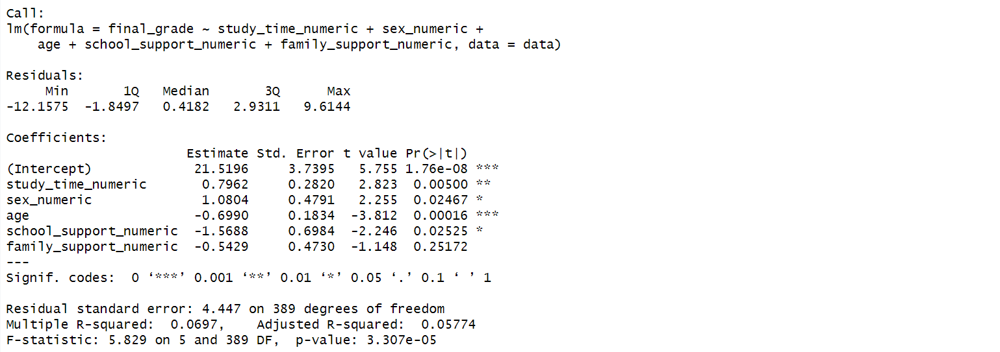 Call:
lm(formula = final_grade ~ study_time_numeric + sex_numeric +
    age + school_support_numeric + family_support_numeric, data = data)

Residuals:
     Min       1Q   Median       3Q      Max
-12.1575  -1.8497   0.4182   2.9311   9.6144

Coefficients:
                       Estimate Std. Error t value Pr(>|t|)
(Intercept)             21.5196     3.7395   5.755 1.76e-08 ***
study_time_numeric       0.7962     0.2820   2.823  0.00500 **
sex_numeric              1.0804     0.4791   2.255  0.02467 *
age                     -0.6990     0.1834  -3.812  0.00016 ***
school_support_numeric  -1.5688     0.6984  -2.246  0.02525 *
family_support_numeric  -0.5429     0.4730  -1.148  0.25172
---
Signif. codes:  0 ‘***’ 0.001 ‘**’ 0.01 ‘*’ 0.05 ‘.’ 0.1 ‘ ’ 1

Residual standard error: 4.447 on 389 degrees of freedom
Multiple R-squared:  0.0697,    Adjusted R-squared:  0.05774
F-statistic: 5.829 on 5 and 389 DF,  p-value: 3.307e-05